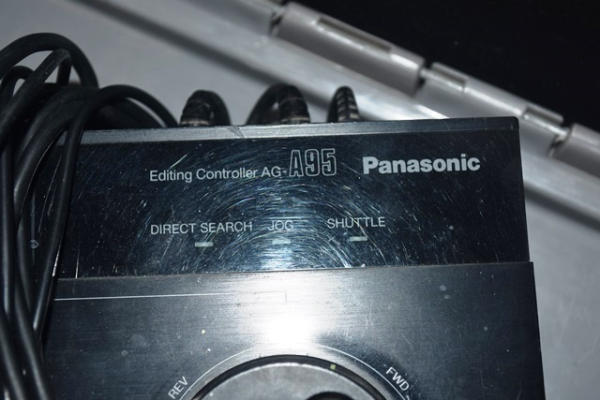 Editing Controller AG-A95 Panasonic
DIRECT SEARCH JOG SHUTTLE
REV FWD